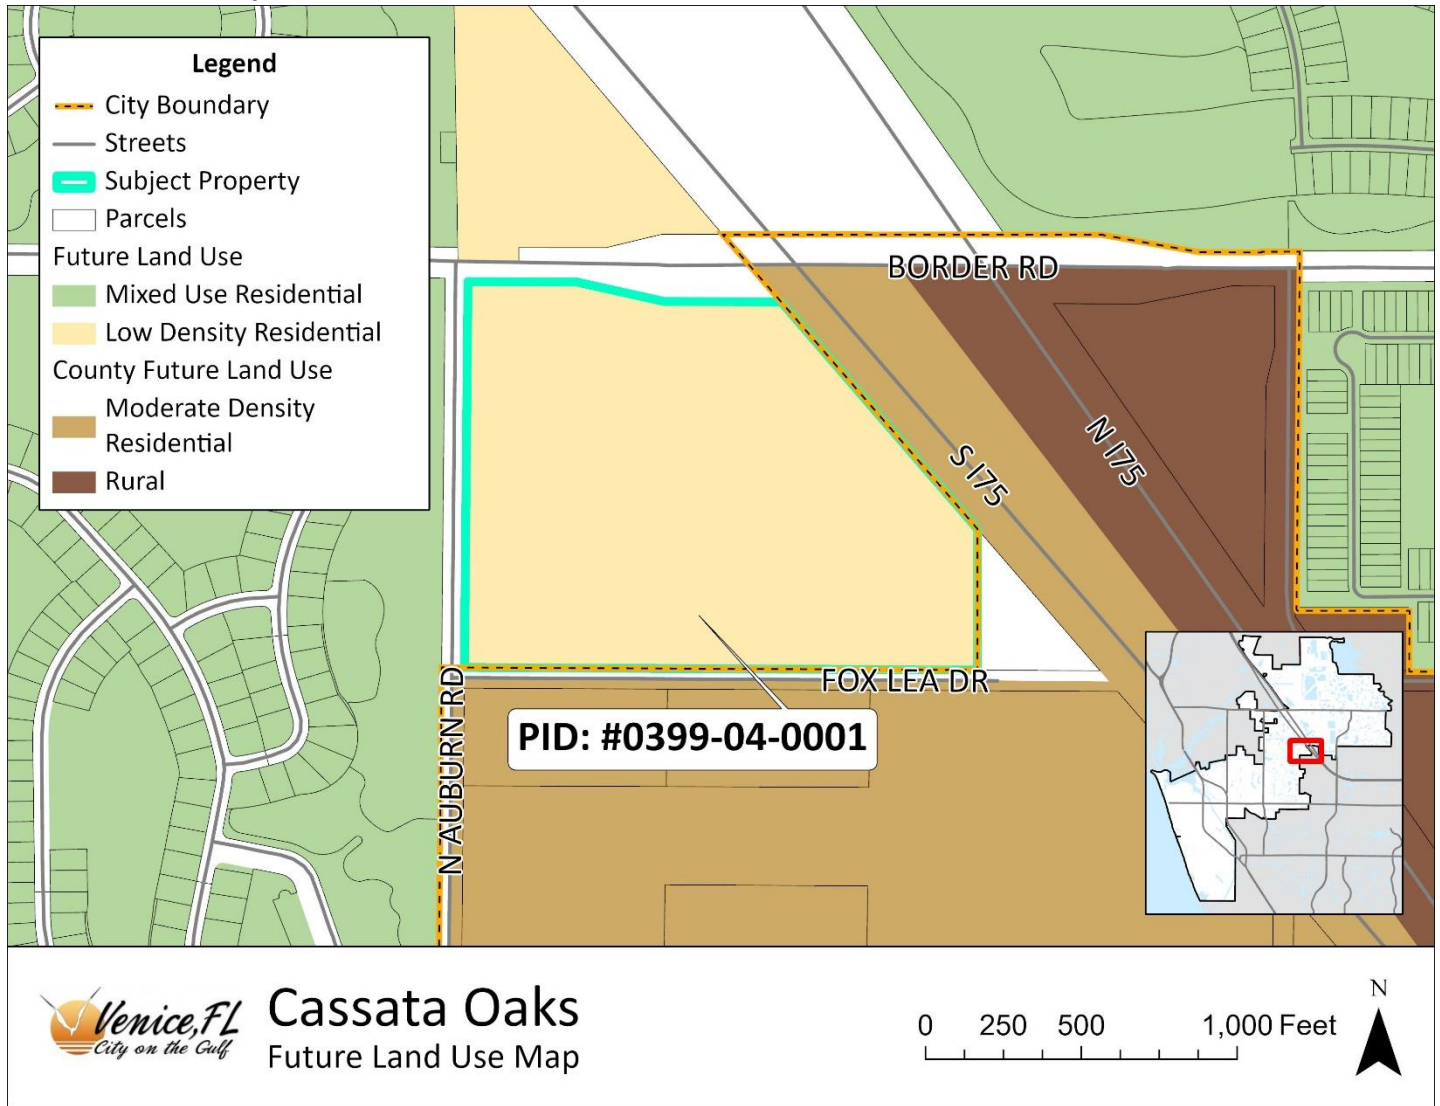 Legend
City Boundary
Streets
Subject Property
Parcels
Future Land Use
Mixed Use Residential
Low Density Residential
County Future Land Use
Moderate Density
Residential
Rural
BORDER RD
S I75
N I75
FOX LEA DR
N AUBURN RD
PID: #0399-04-0001
Venice, FL
City on the Gulf
Cassata Oaks
Future Land Use Map
0 250 500 1,000 Feet
N